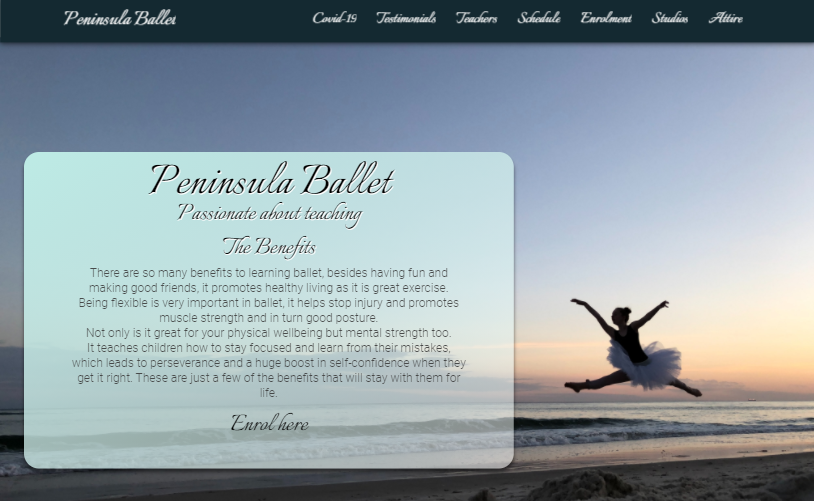 Peninsula Ballet
Covid-19 Testimonials Teachers Schedule Enrolment Studios Attire
Peninsula Ballet
Passionate about teaching
The Benefits
There are so many benefits to learning ballet, besides having fun and
making good friends, it promotes healthy living as it is great exercise.
Being flexible is very important in ballet, it helps stop injury and promotes
muscle strength and in turn good posture.
Not only is it great for your physical wellbeing but mental strength too.
It teaches children how to stay focused and learn from their mistakes,
which leads to perseverance and a huge boost in self-confidence when they
get it right. These are just a few of the benefits that will stay with them for
life.
Enrol here